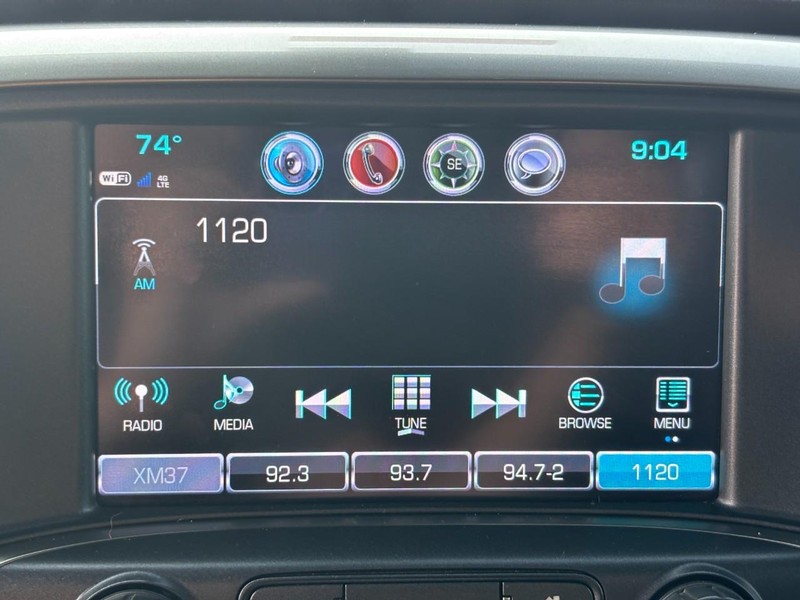 74°
SE
9:04
WiFi 4G LTE
1120
AM
RADIO MEDIA TUNE BROWSE MENU
XM37 92.3 93.7 94.7-2 1120